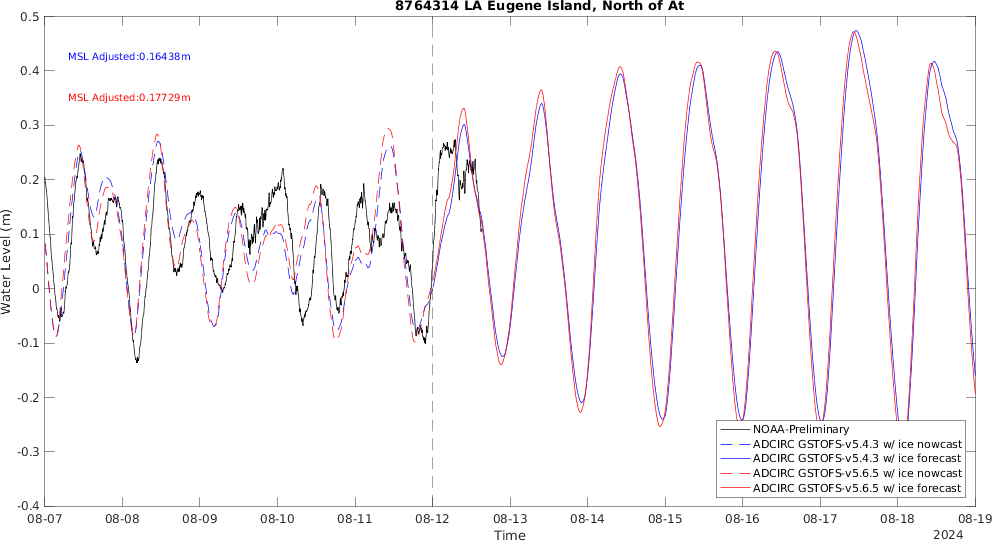 8764314 LA Eugene Island, North of At
0.5
0.4
0.3
0.2
0.1
0
-0.1
-0.2
-0.3
-0.4
Water Level (m)
MSL Adjusted:0.16438m
MSL Adjusted:0.17729m
NOAA-Preliminary
ADCIRC GSTOFS-v5.4.3 w/ ice nowcast
ADCIRC GSTOFS-v5.4.3 w/ ice forecast
ADCIRC GSTOFS-v5.6.5 w/ ice nowcast
ADCIRC GSTOFS-v5.6.5 w/ ice forecast
08-07 08-08 08-09 08-10 08-11 08-12 08-13 08-14 08-15 08-16 08-17 08-18 08-19
Time
2024